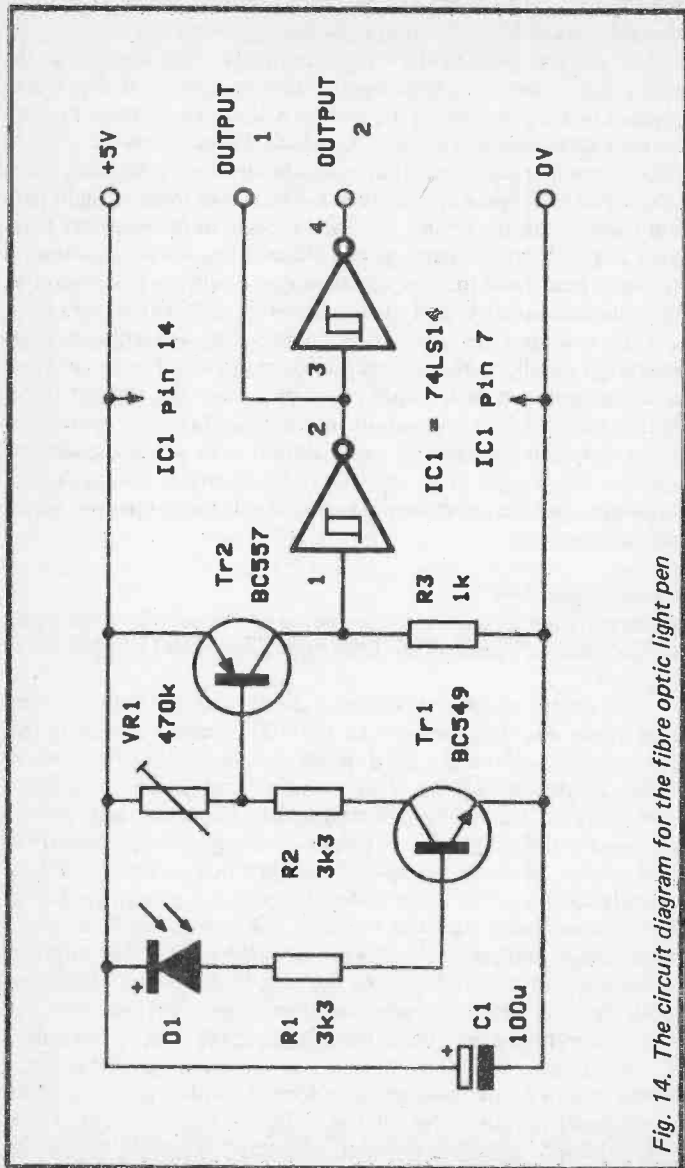 +5V
OUTPUT
1
OUTPUT
2
0V
IC1 pin 14
4
3
2
1
IC1 = 74LS14
IC1 pin 7
Tr2
BC557
R3
1k
VR1
470k
R2
3k3
Tr1
BC549
+
D1
R1
3k3
+
C1
100u
Fig. 14. The circuit diagram for the fibre optic light pen